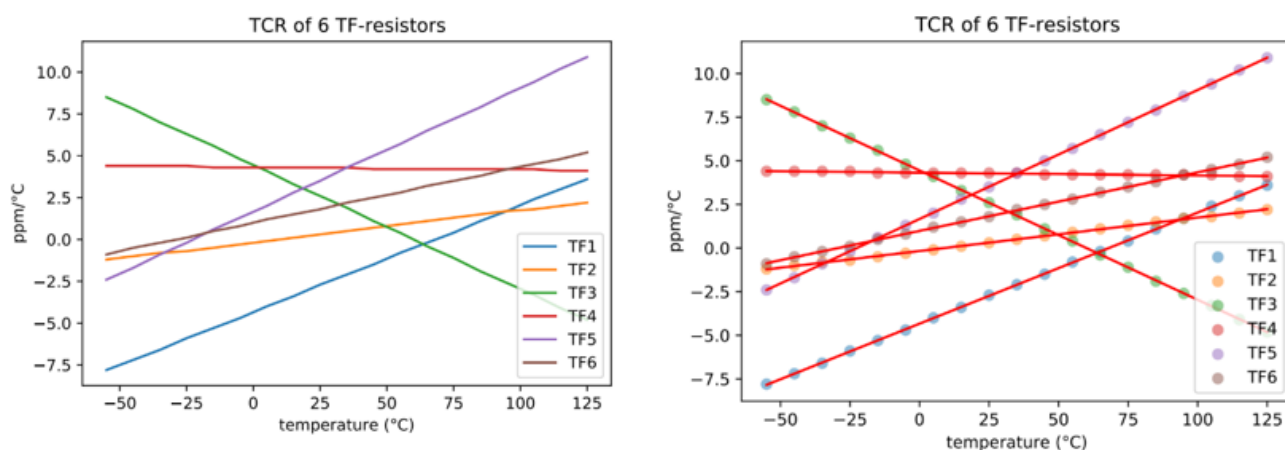 TCR of 6 TF-resistors
10.0
7.5
5.0
2.5
0.0
−2.5
−5.0
−7.5
ppm/°C
TF1
TF2
TF3
TF4
TF5
TF6
−50 −25 0 25 50 75 100 125
temperature (°C)
TCR of 6 TF-resistors
10.0
7.5
5.0
2.5
0.0
−2.5
−5.0
−7.5
ppm/°C
TF1
TF2
TF3
TF4
TF5
TF6
−50 −25 0 25 50 75 100 125
temperature (°C)